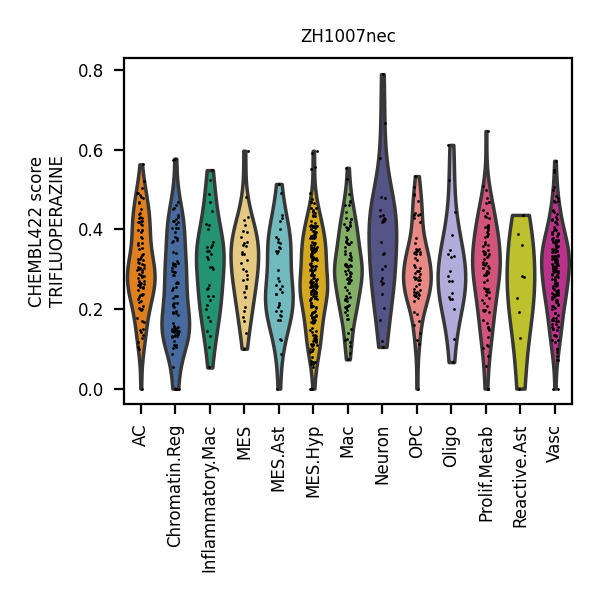 ZH1007nec
CHEMBL422 score
TRIFLUOPERAZINE
0.8
0.6
0.4
0.2
0.0
AC
Chromatin.Reg
Inflammatory.Mac
MES
MES.Ast
MES.Hyp
Mac
Neuron
OPC
Oligo
Prolif.Metab
Reactive.Ast
Vasc